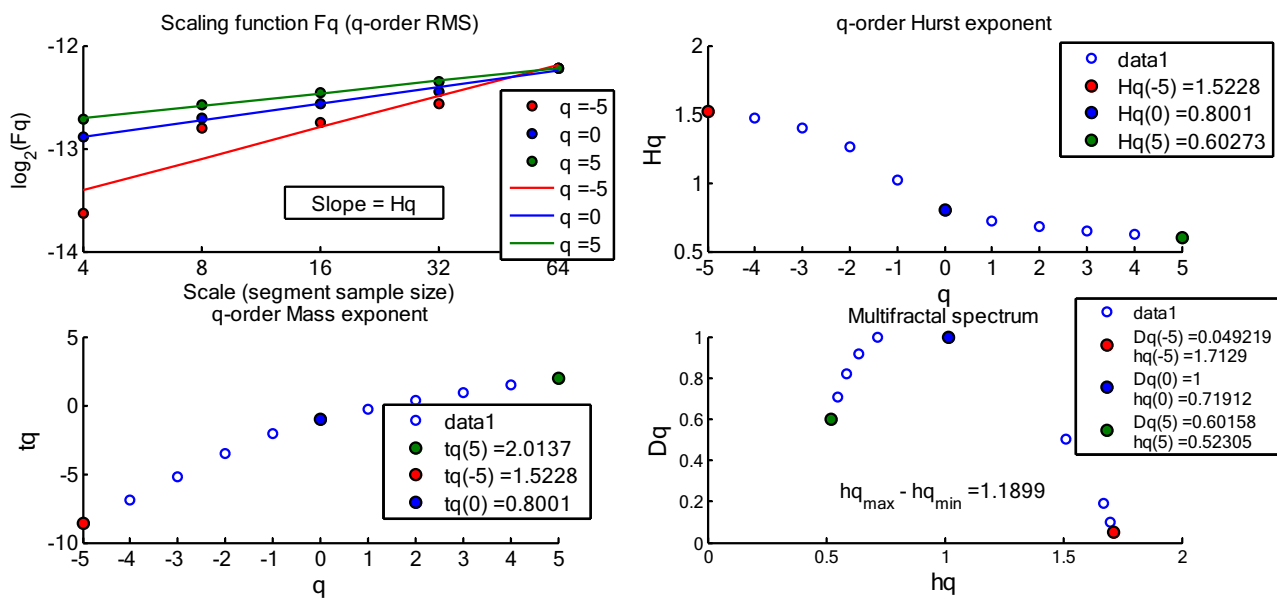 Scaling function Fq (q-order RMS)
-12
-13
-14
log2(Fq)
4 8 16 32 64
Scale (segment sample size)
Slope = Hq
q =-5
q =0
q =5
q =-5
q =0
q =5
q-order Hurst exponent
2
1.5
1
0.5
Hq
-5 -4 -3 -2 -1 0 1 2 3 4 5
q
data1
Hq(-5) =1.5228
Hq(0) =0.8001
Hq(5) =0.60273
q-order Mass exponent
5
0
-5
-10
tq
-5 -4 -3 -2 -1 0 1 2 3 4 5
q
data1
tq(5) =2.0137
tq(-5) =1.5228
tq(0) =0.8001
Multifractal spectrum
1
0.8
0.6
0.4
0.2
0
Dq
0 0.5 1 1.5 2
hq
hqmax - hqmin =1.1899
data1
Dq(-5) =0.049219
hq(-5) =1.7129
Dq(0) =1
hq(0) =0.71912
Dq(5) =0.60158
hq(5) =0.52305